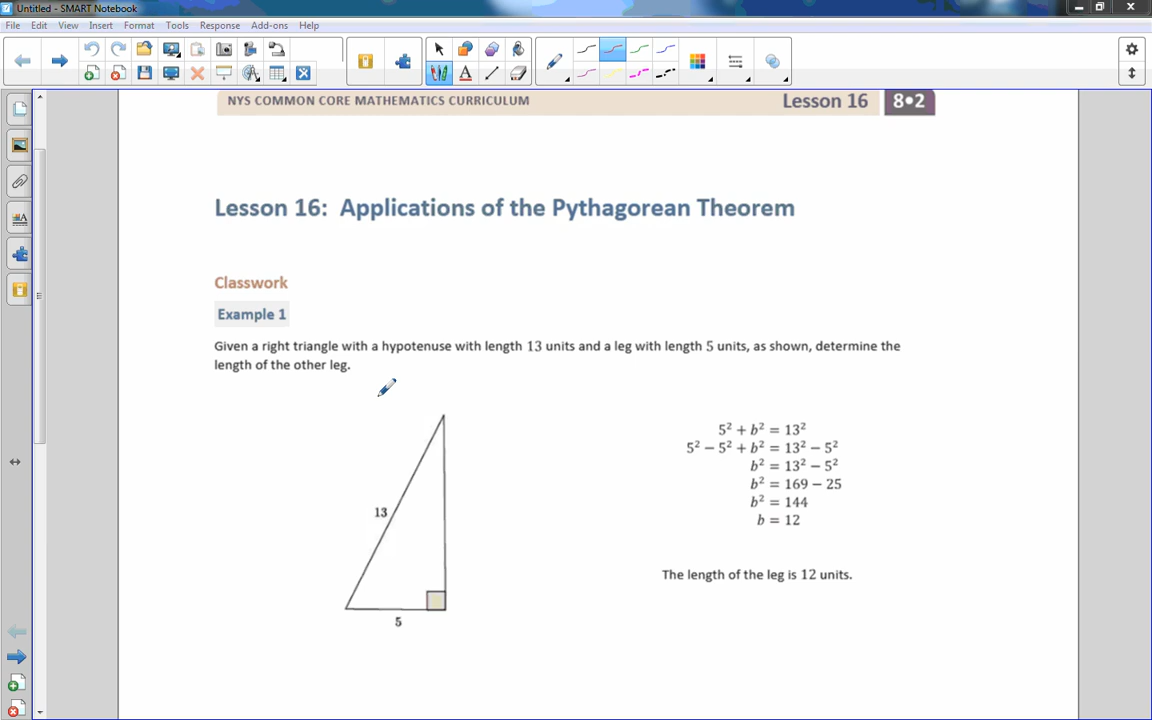 Untitled - SMART Notebook
File Edit View Insert Format Tools Response Add-ons Help
NYS COMMON CORE MATHEMATICS CURRICULUM Lesson 16 8•2
Lesson 16: Applications of the Pythagorean Theorem
Classwork
Example 1
Given a right triangle with a hypotenuse with length 13 units and a leg with length 5 units, as shown, determine the
length of the other leg.
5² + b² = 13²
5² − 5² + b² = 13² − 5²
b² = 13² − 5²
b² = 169 − 25
b² = 144
b = 12
13
5
The length of the leg is 12 units.